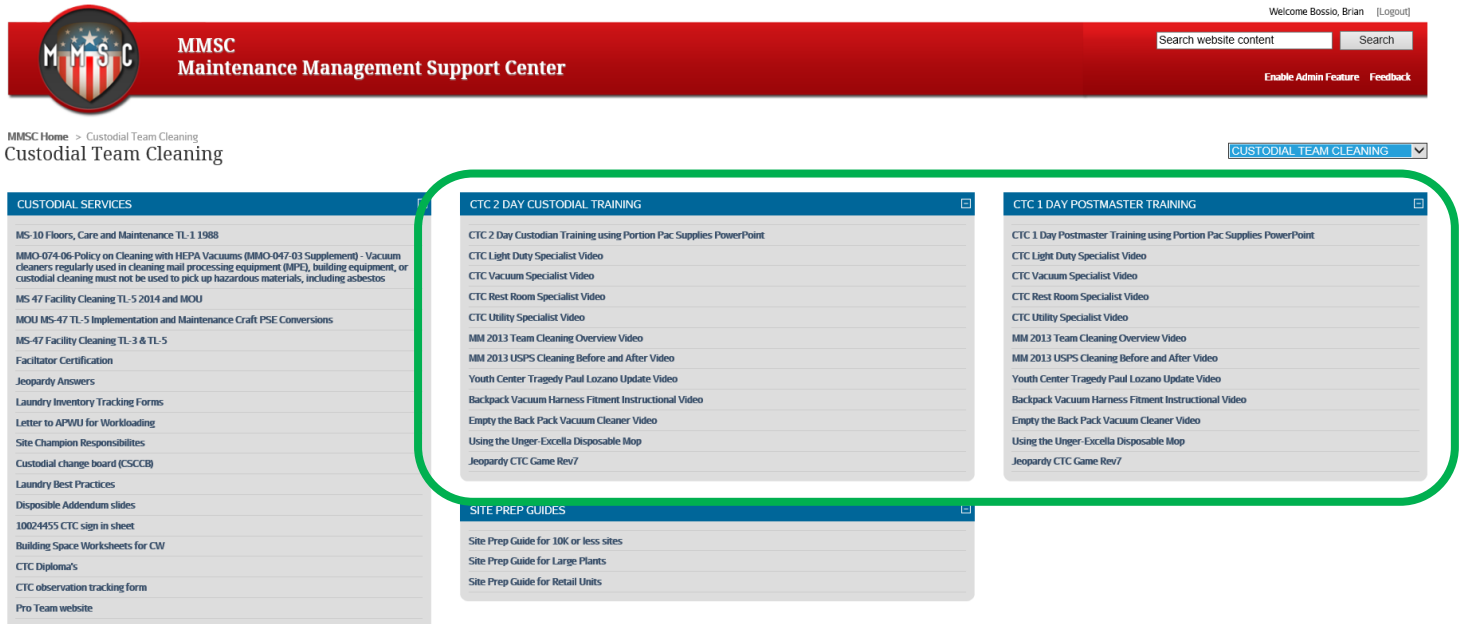 Welcome Bossio, Brian [Logout]
MMSC
MMSC
Maintenance Management Support Center
Search website content
Search
Enable Admin Feature Feedback
MMSC Home > Custodial Team Cleaning
Custodial Team Cleaning
CUSTODIAL TEAM CLEANING
CUSTODIAL SERVICES
MS-10 Floors, Care and Maintenance TL-1 1988
MMO-074-06-Policy on Cleaning with HEPA Vacuums (MMO-047-03 Supplement) - Vacuum
cleaners regularly used in cleaning mail processing equipment (MPE), building equipment, or
custodial cleaning must not be used to pick up hazardous materials, including asbestos
MS 47 Facility Cleaning TL-5 2014 and MOU
MOU MS-47 TL-5 Implementation and Maintenance Craft PSE Conversions
MS-47 Facility Cleaning TL-3 & TL-5
Faciltator Certification
Jeopardy Answers
Laundry Inventory Tracking Forms
Letter to APWU for Workloading
Site Champion Responsibilites
Custodial change board (CSCCB)
Laundry Best Practices
Disposible Addendum slides
10024455 CTC sign in sheet
Building Space Worksheets for CW
CTC Diploma's
CTC observation tracking form
Pro Team website
CTC 2 DAY CUSTODIAL TRAINING
CTC 2 Day Custodian Training using Portion Pac Supplies PowerPoint
CTC Light Duty Specialist Video
CTC Vacuum Specialist Video
CTC Rest Room Specialist Video
CTC Utility Specialist Video
MM 2013 Team Cleaning Overview Video
MM 2013 USPS Cleaning Before and After Video
Youth Center Tragedy Paul Lozano Update Video
Backpack Vacuum Harness Fitment Instructional Video
Empty the Back Pack Vacuum Cleaner Video
Using the Unger-Excella Disposable Mop
Jeopardy CTC Game Rev7
SITE PREP GUIDES
Site Prep Guide for 10K or less sites
Site Prep Guide for Large Plants
Site Prep Guide for Retail Units
CTC 1 DAY POSTMASTER TRAINING
CTC 1 Day Postmaster Training using Portion Pac Supplies PowerPoint
CTC Light Duty Specialist Video
CTC Vacuum Specialist Video
CTC Rest Room Specialist Video
CTC Utility Specialist Video
MM 2013 Team Cleaning Overview Video
MM 2013 USPS Cleaning Before and After Video
Youth Center Tragedy Paul Lozano Update Video
Backpack Vacuum Harness Fitment Instructional Video
Empty the Back Pack Vacuum Cleaner Video
Using the Unger-Excella Disposable Mop
Jeopardy CTC Game Rev7